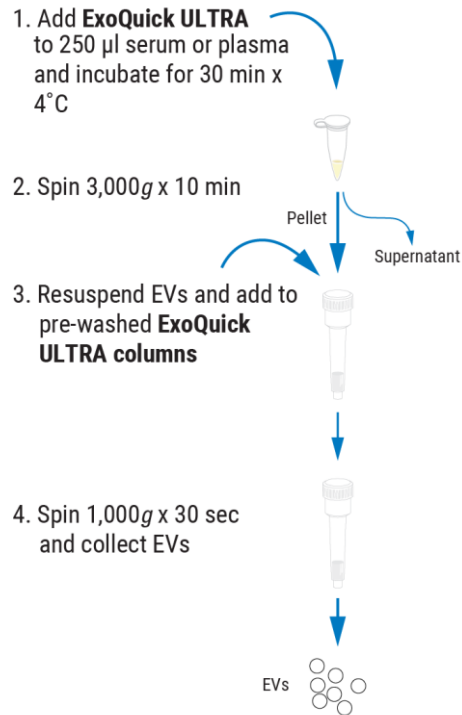 1. Add ExoQuick ULTRA
to 250 µl serum or plasma
and incubate for 30 min x
4˚C
2. Spin 3,000g x 10 min
Pellet
Supernatant
3. Resuspend EVs and add to
pre-washed ExoQuick
ULTRA columns
4. Spin 1,000g x 30 sec
and collect EVs
EVs